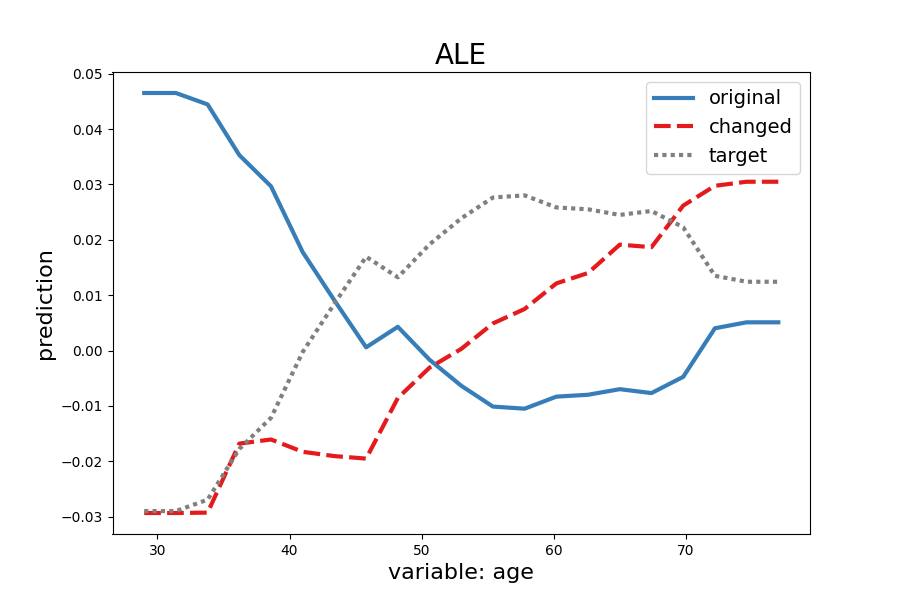 ALE
original
changed
target
prediction
0.05
0.04
0.03
0.02
0.01
0.00
−0.01
−0.02
−0.03
30 40 50 60 70
variable: age